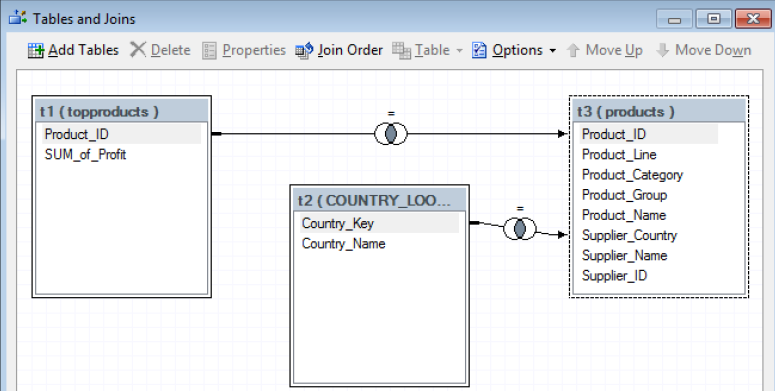 Tables and Joins
Add Tables Delete Properties Join Order Table Options Move Up Move Down
t1 ( topproducts )
Product_ID
SUM_of_Profit
=
t2 ( COUNTRY_LOO...
Country_Key
Country_Name
=
t3 ( products )
Product_ID
Product_Line
Product_Category
Product_Group
Product_Name
Supplier_Country
Supplier_Name
Supplier_ID